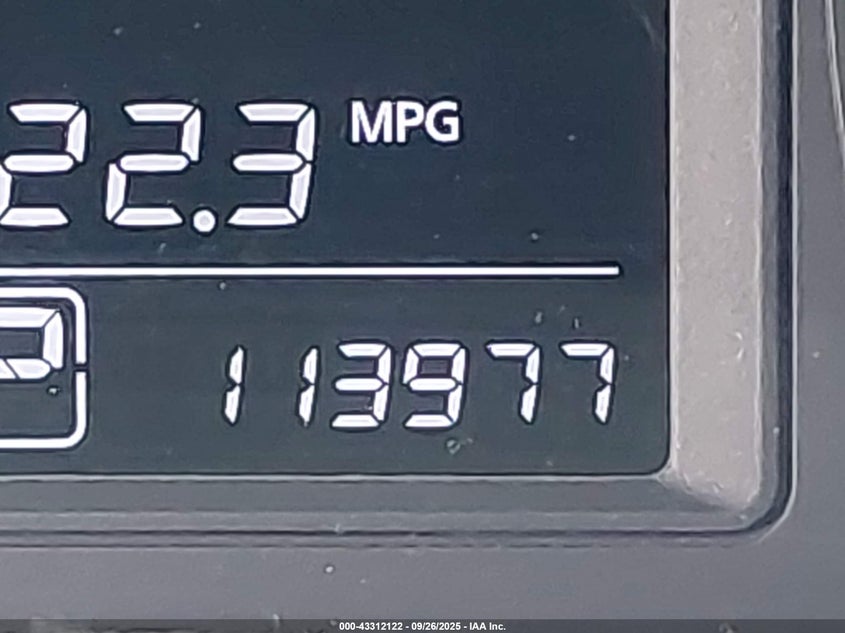 22.3 MPG
P 113977
000-43312122 - 09/26/2025 - IAA Inc.